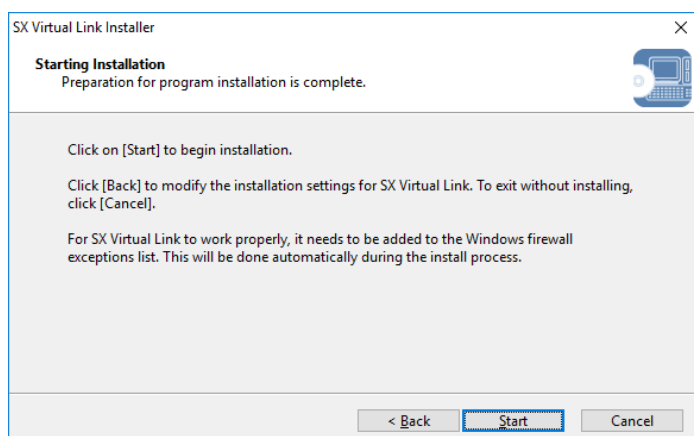 SX Virtual Link Installer
Starting Installation
Preparation for program installation is complete.
Click on [Start] to begin installation.
Click [Back] to modify the installation settings for SX Virtual Link. To exit without installing,
click [Cancel].
For SX Virtual Link to work properly, it needs to be added to the Windows firewall
exceptions list. This will be done automatically during the install process.
< Back Start Cancel